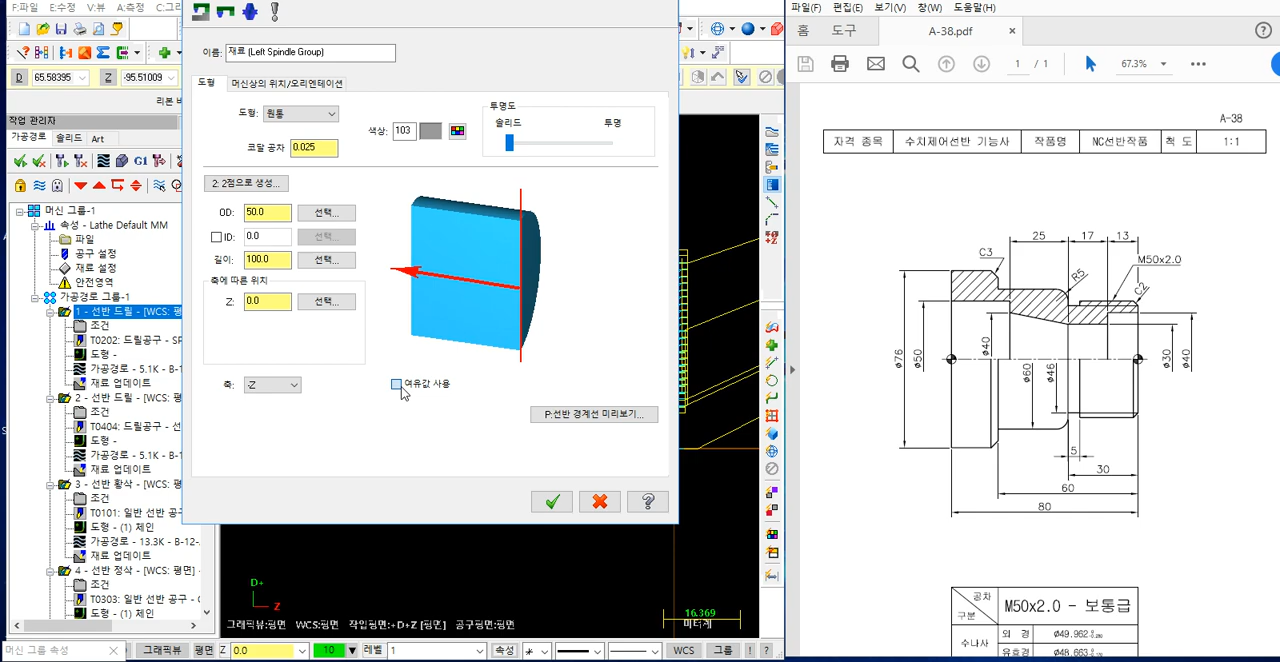 F:파일 E:수정 V:뷰 A:측정
D 65.58395 Z -95.51009
작업 관리자
가공경로 솔리드 Art
G1
머신 그룹-1
속성 - Lathe Default MM
파일
공구 설정
재료 설정
안전영역
가공경로 그룹-1
1 - 선반 드릴 - [WCS: 평
조건
T0202: 드릴공구 - SP
도형 -
가공경로 - 5.1K - B-1
재료 업데이트
2 - 선반 드릴 - [WCS: 평
조건
T0404: 드릴공구 - 선
도형 -
가공경로 - 5.1K - B-1
재료 업데이트
3 - 선반 황삭 - [WCS: 평
조건
T0101: 일반 선반 공구
도형 - (1) 체인
가공경로 - 13.3K - B-12-
재료 업데이트
4 - 선반 정삭 - [WCS: 평면] -
조건
T0303: 일반 선반 공구 -
도형 - (1) 체인
머신 그룹 속성
이름: 재료 (Left Spindle Group)
도형 머신상의 위치/오리엔테이션
도형: 원통
코달 공차 0.025
색상: 103
투명도
솔리드 투명
2: 2점으로 생성...
OD: 50.0 선택...
ID: 0.0 선택...
길이: 100.0 선택...
축에 따른 위치
Z: 0.0 선택...
축: -Z
여유값 사용
P:선반 경계선 미리보기...
D+
Z
16.369
미터계
그래픽뷰:평면 WCS:평면 작업평면:+D+Z [평면] 공구평면:평면
그래픽뷰 평면 Z 0.0 10 레벨 1 속성 WCS 그룹 ! ?
파일(F) 편집(E) 보기(V) 창(W) 도움말(H)
홈 도구 A-38.pdf ×
1 / 1 67.3%
A-38
자격 종목 수치제어선반 기능사 작품명 NC선반작품 척 도 1:1
25 17 13
C3 M50x2.0
R5 C2
ø76 ø50 ø40 ø60 ø46 ø30 ø40
5
30
60
80
공차
구분
M50x2.0 - 보통급
수나사
외 경 ø49.962
유효경 ø48.663